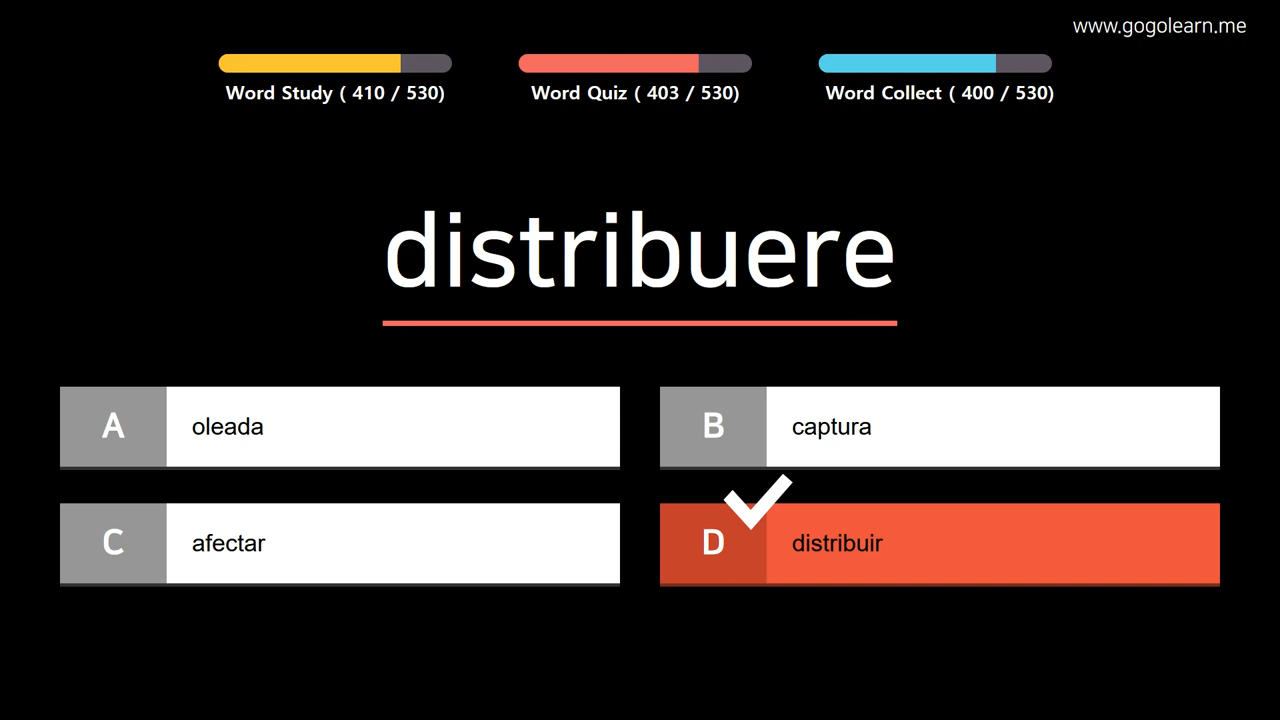 www.gogolearn.me
Word Study ( 410 / 530)
Word Quiz ( 403 / 530)
Word Collect ( 400 / 530)
distribuere
A oleada
B captura
C afectar
D distribuir